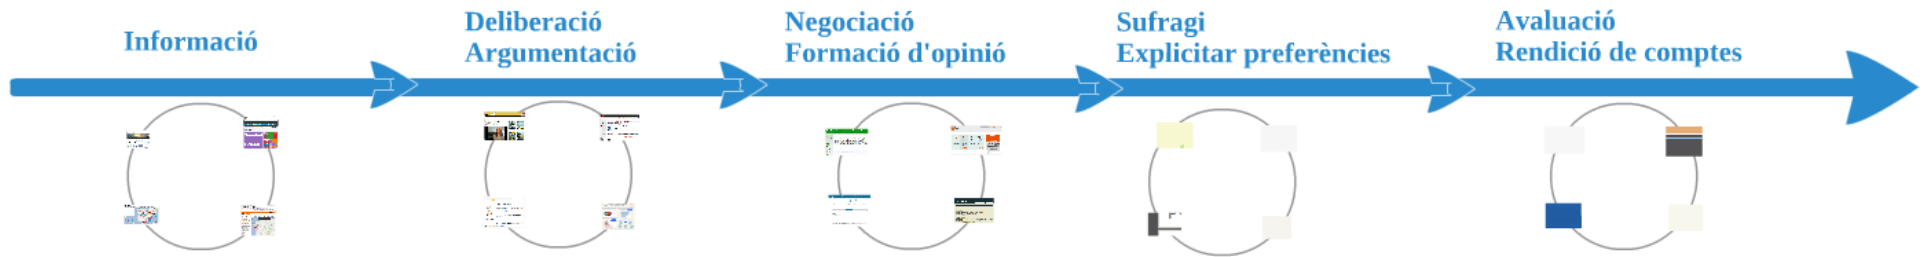 Informació
Deliberació
Argumentació
Negociació
Formació d'opinió
Sufragi
Explicitar preferències
Avaluació
Rendició de comptes